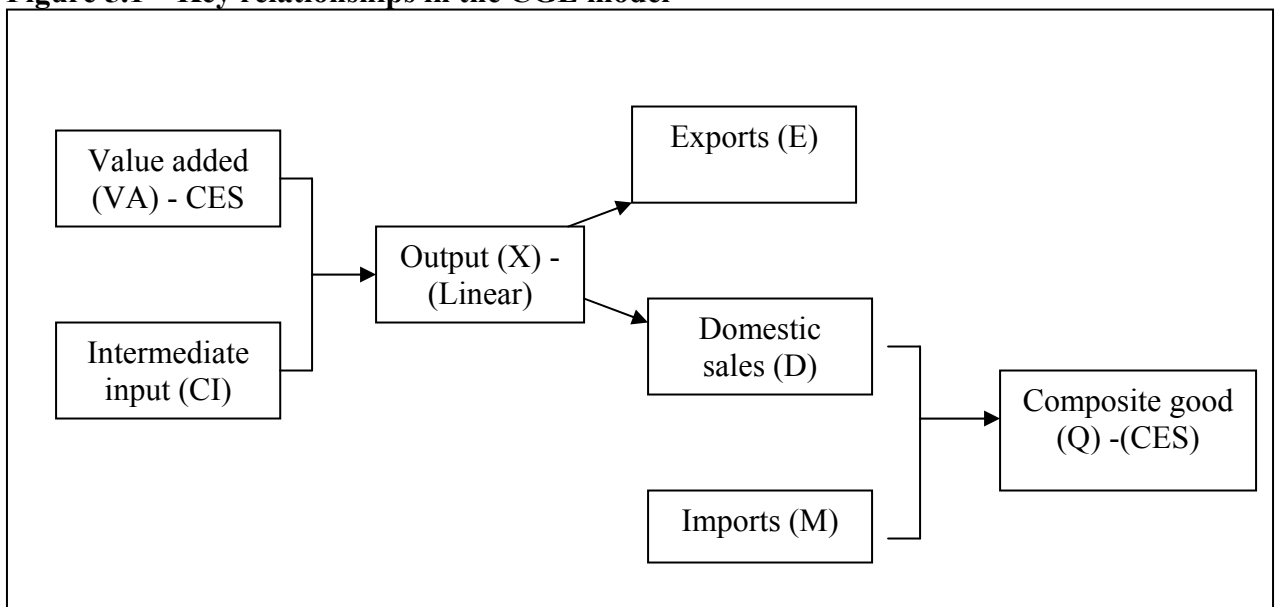 Figure 3.1 – Key relationships in the CGE model
Value added
(VA) - CES
Intermediate
input (CI)
Output (X) -
(Linear)
Exports (E)
Domestic
sales (D)
Imports (M)
Composite good
(Q) -(CES)